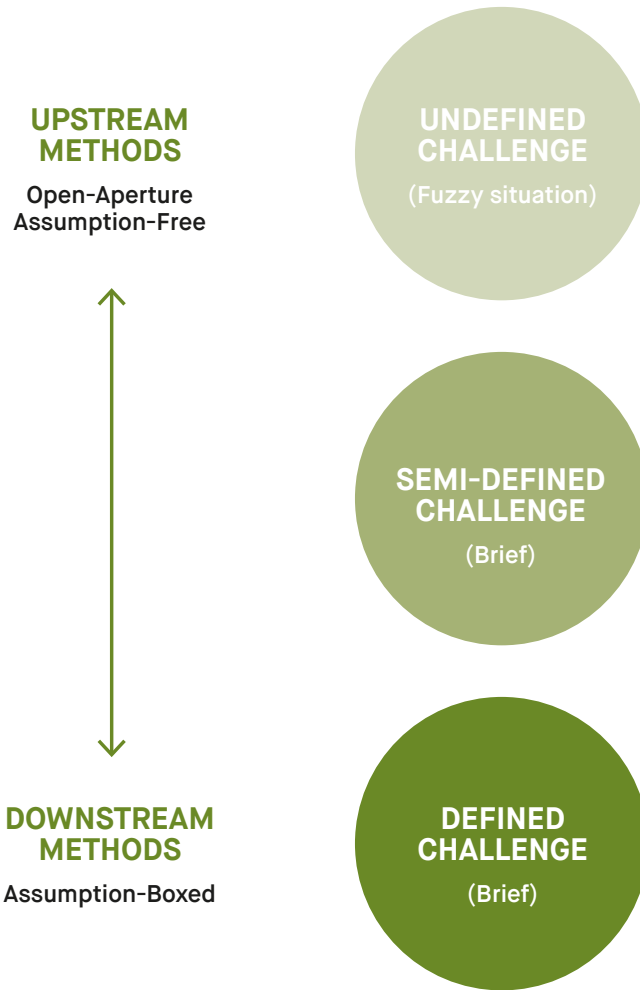 UPSTREAM
METHODS
Open-Aperture
Assumption-Free
UNDEFINED
CHALLENGE
(Fuzzy situation)
SEMI-DEFINED
CHALLENGE
(Brief)
DOWNSTREAM
METHODS
Assumption-Boxed
DEFINED
CHALLENGE
(Brief)